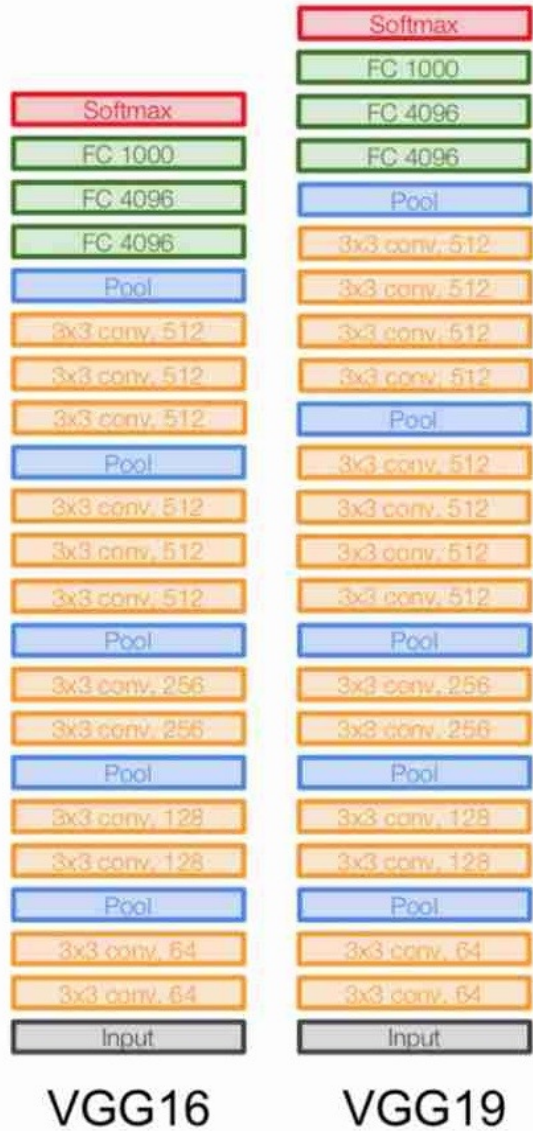 Softmax
FC 1000
FC 4096
FC 4096
Pool
3x3 conv, 512
3x3 conv, 512
3x3 conv, 512
Pool
3x3 conv, 512
3x3 conv, 512
3x3 conv, 512
Pool
3x3 conv, 256
3x3 conv, 256
Pool
3x3 conv, 128
3x3 conv, 128
Pool
3x3 conv, 64
3x3 conv, 64
Input
VGG16
Softmax
FC 1000
FC 4096
FC 4096
Pool
3x3 conv, 512
3x3 conv, 512
3x3 conv, 512
3x3 conv, 512
Pool
3x3 conv, 512
3x3 conv, 512
3x3 conv, 512
3x3 conv, 512
Pool
3x3 conv, 256
3x3 conv, 256
Pool
3x3 conv, 128
3x3 conv, 128
Pool
3x3 conv, 64
3x3 conv, 64
Input
VGG19